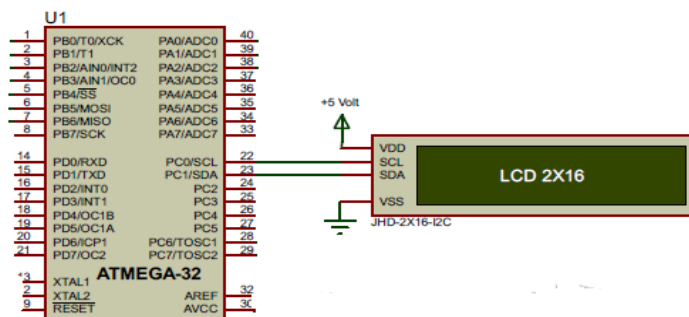 U1
1 PB0/T0/XCK PA0/ADC0 40
2 PB1/T1 PA1/ADC1 39
3 PB2/AIN0/INT2 PA2/ADC2 38
4 PB3/AIN1/OC0 PA3/ADC3 37
5 PB4/SS PA4/ADC4 36
6 PB5/MOSI PA5/ADC5 35
7 PB6/MISO PA6/ADC6 34
8 PB7/SCK PA7/ADC7 33
14 PD0/RXD PC0/SCL 22
15 PD1/TXD PC1/SDA 23
16 PD2/INT0 PC2 24
17 PD3/INT1 PC3 25
18 PD4/OC1B PC4 26
19 PD5/OC1A PC5 27
20 PD6/ICP1 PC6/TOSC1 28
21 PD7/OC2 PC7/TOSC2 29
ATMEGA-32
XTAL1
2 XTAL2 AREF 32
9 RESET AVCC 30
+5 Volt
VDD
SCL
SDA
VSS
LCD 2X16
JHD-2X16-I2C